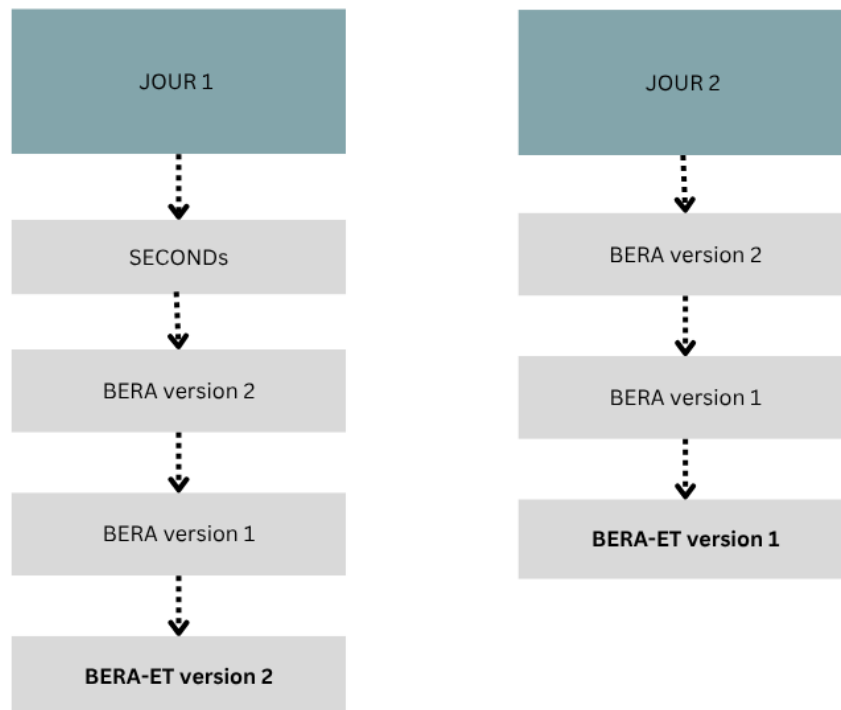 JOUR 1
SECONDs
BERA version 2
BERA version 1
BERA-ET version 2
JOUR 2
BERA version 2
BERA version 1
BERA-ET version 1